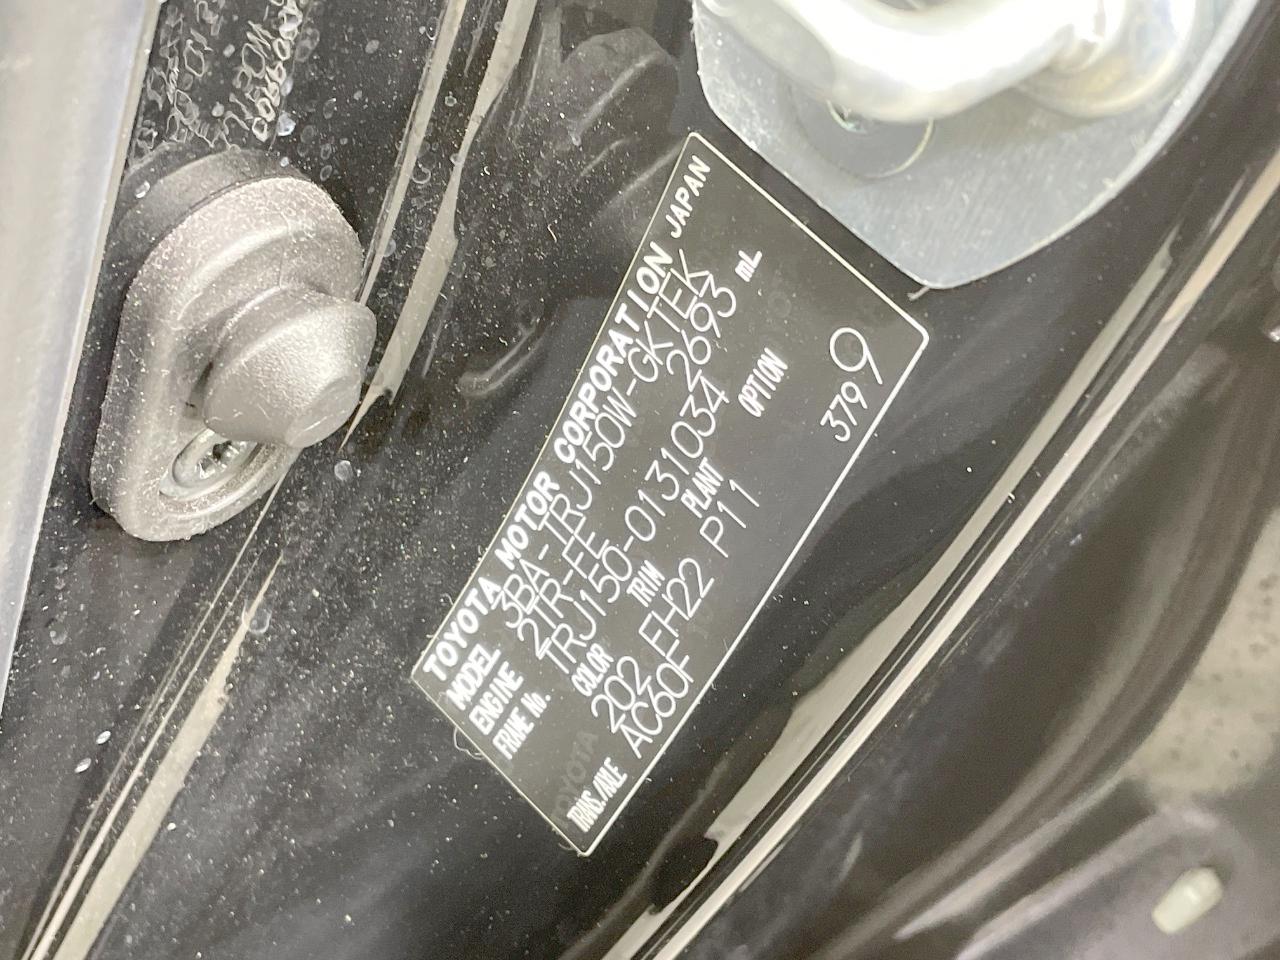 TOYOTA MOTOR CORPORATION JAPAN
MODEL 3BA-TRJ150W-GKTEK
ENGINE 2TR-FE 2693 mL
FRAME No. TRJ150-0131034
COLOR TRIM PLANT OPTION
202 EH22 P11 3799
TRANS./AXLE AC60F